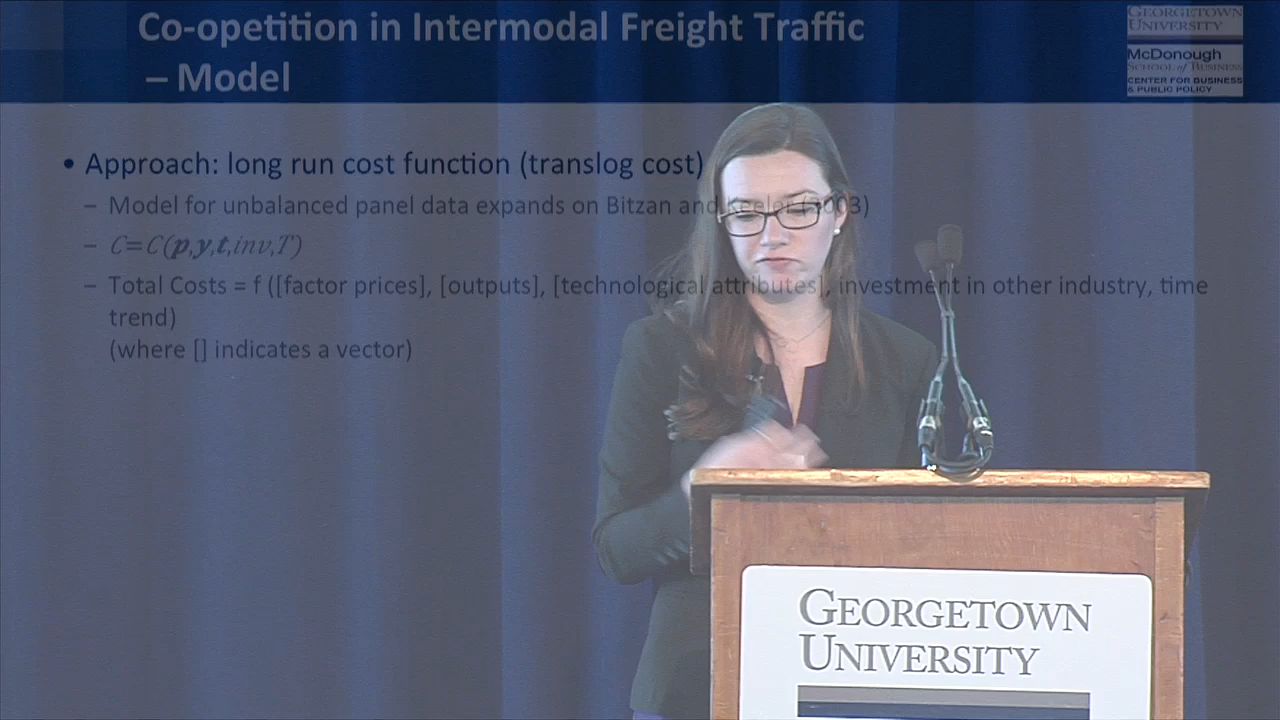 Co-opetition in Intermodal Freight Traffic
– Model
GEORGETOWN
UNIVERSITY
McDonough
SCHOOL of BUSINESS
CENTER FOR BUSINESS
& PUBLIC POLICY
• Approach: long run cost function (translog cost)
– Model for unbalanced panel data expands on Bitzan and
– C=C(p,y,t,inv,T)
– Total Costs = f ([factor prices], [outputs], [technological attributes], investment in other industry, time
trend)
(where [] indicates a vector)
GEORGETOWN
UNIVERSITY